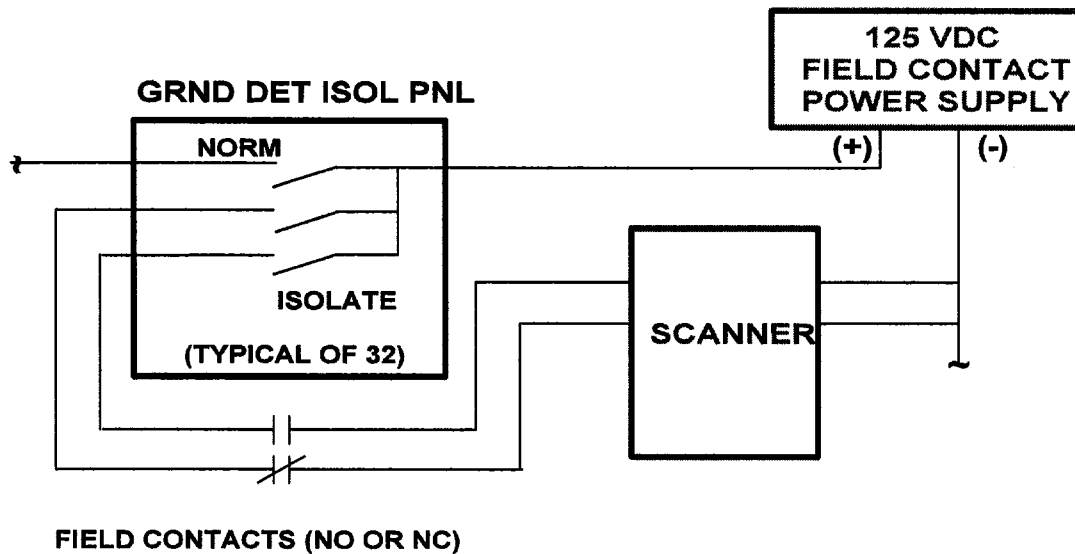 125 VDC
FIELD CONTACT
POWER SUPPLY
GRND DET ISOL PNL
(+) (-)
NORM
ISOLATE
SCANNER
(TYPICAL OF 32)
FIELD CONTACTS (NO OR NC)